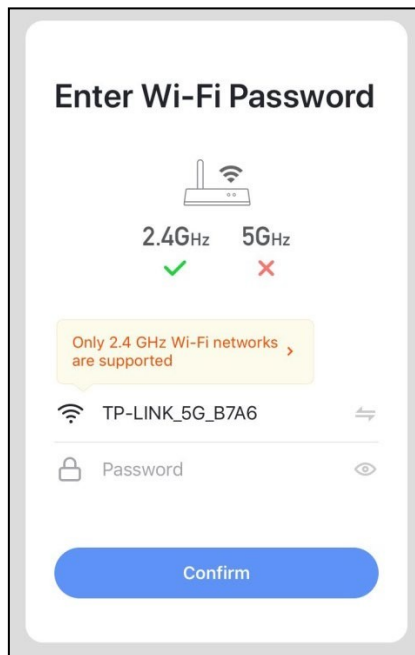 Enter Wi-Fi Password
2.4GHz 5GHz
Only 2.4 GHz Wi-Fi networks
are supported
TP-LINK_5G_B7A6
Password
Confirm